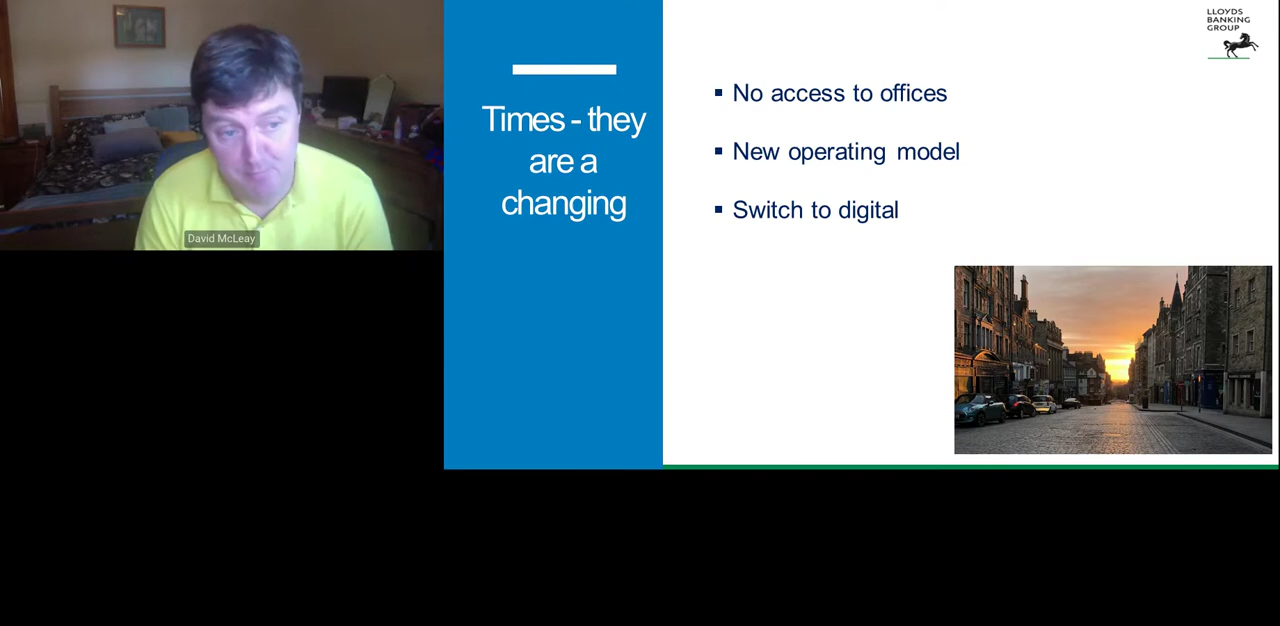 David McLeay
Times - they
are a
changing
LLOYDS
BANKING
GROUP
No access to offices
New operating model
Switch to digital